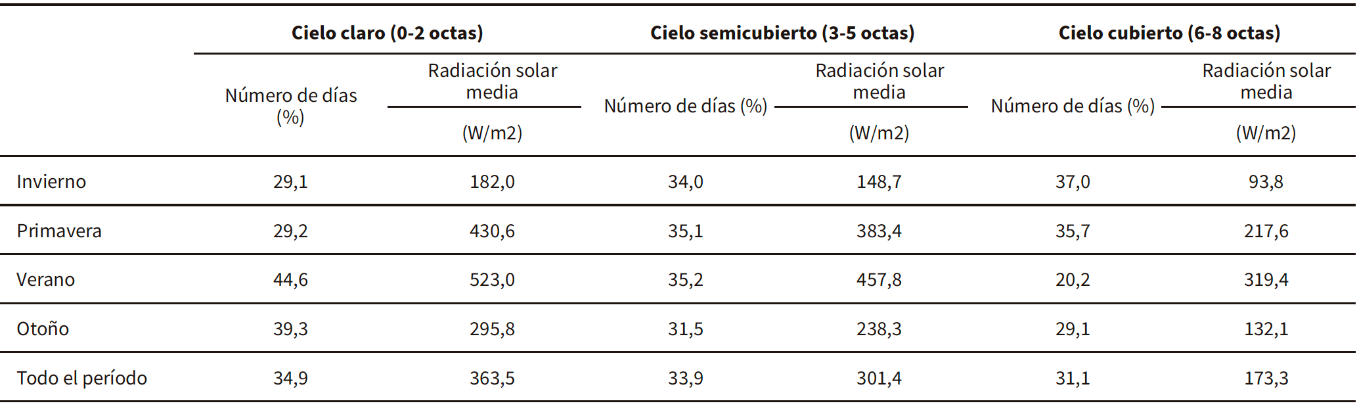 Cielo claro (0-2 octas) Cielo semicubierto (3-5 octas) Cielo cubierto (6-8 octas)
Número de días (%) Radiación solar media (W/m2) Número de días (%) Radiación solar media (W/m2) Número de días (%) Radiación solar media (W/m2)
Invierno 29,1 182,0 34,0 148,7 37,0 93,8
Primavera 29,2 430,6 35,1 383,4 35,7 217,6
Verano 44,6 523,0 35,2 457,8 20,2 319,4
Otoño 39,3 295,8 31,5 238,3 29,1 132,1
Todo el período 34,9 363,5 33,9 301,4 31,1 173,3